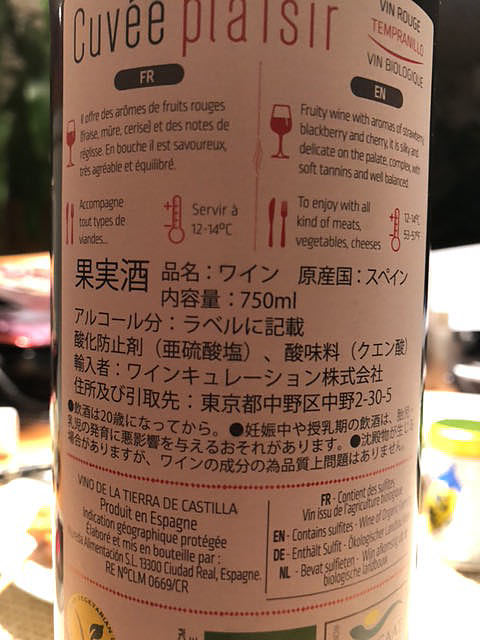 Cuvée plaisir
VIN ROUGE
TEMPRANILLO
VIN BIOLOGIQUE
FR
Il offre des arômes de fruits rouges
(fraise, mûre, cerise) et des notes de
réglisse. En bouche il est savoureux,
très agréable et équilibré.
Accompagne
tout types de
viandes...
Servir à
12-14ºC
EN
Fruity wine with aromas of strawberry,
blackberry and cherry, it is silky and
delicate on the palate, complex, with
soft tannins and well balanced.
To enjoy with all
kind of meats,
vegetables, cheeses
12-14ºC
53-57ºF
果実酒 品名：ワイン 原産国：スペイン
内容量：750ml
アルコール分：ラベルに記載
酸化防止剤（亜硫酸塩）、酸味料（クエン酸）
輸入者：ワインキュレーション株式会社
住所及び引取先：東京都中野区中野2-30-5
●飲酒は20歳になってから。●妊娠中や授乳期の飲酒は、胎児・
乳児の発育に悪影響を与えるおそれがあります。●沈殿物が生じる
場合がありますが、ワインの成分の為品質上問題はありません。
VINO DE LA TIERRA DE CASTILLA
Produit en Espagne
Indication géographique protégée
Élaboré et mis en bouteille par :
Alimentación S.L. 13300 Ciudad Real, Espagne.
RE NºCLM 0669/CR
FR - Contient des sulfites
Vin issu de l'agriculture biologique
EN - Contains sulfites - Wine of Organic
DE - Enthält Sulfit - Ökologischer
NL - Bevat sulfieten - Wijn afkomstig
biologische landbouw